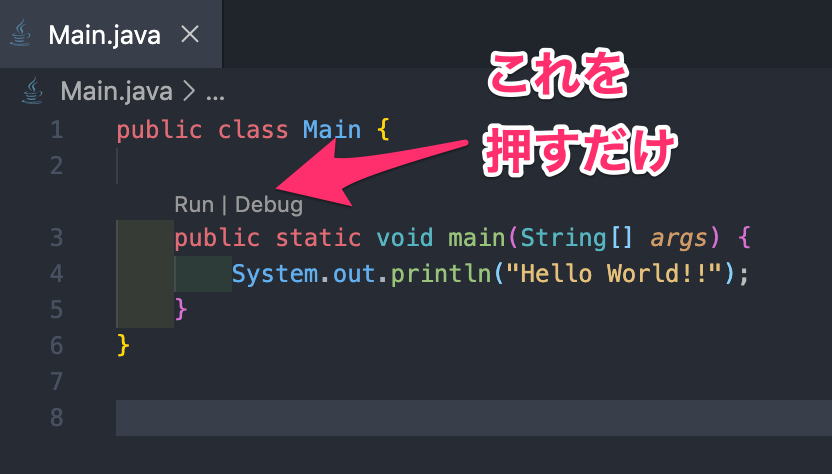 Main.java
Main.java > ...
これを
押すだけ
1 public class Main {
2
Run | Debug
3 public static void main(String[] args) {
4 System.out.println("Hello World!!");
5 }
6 }
7
8